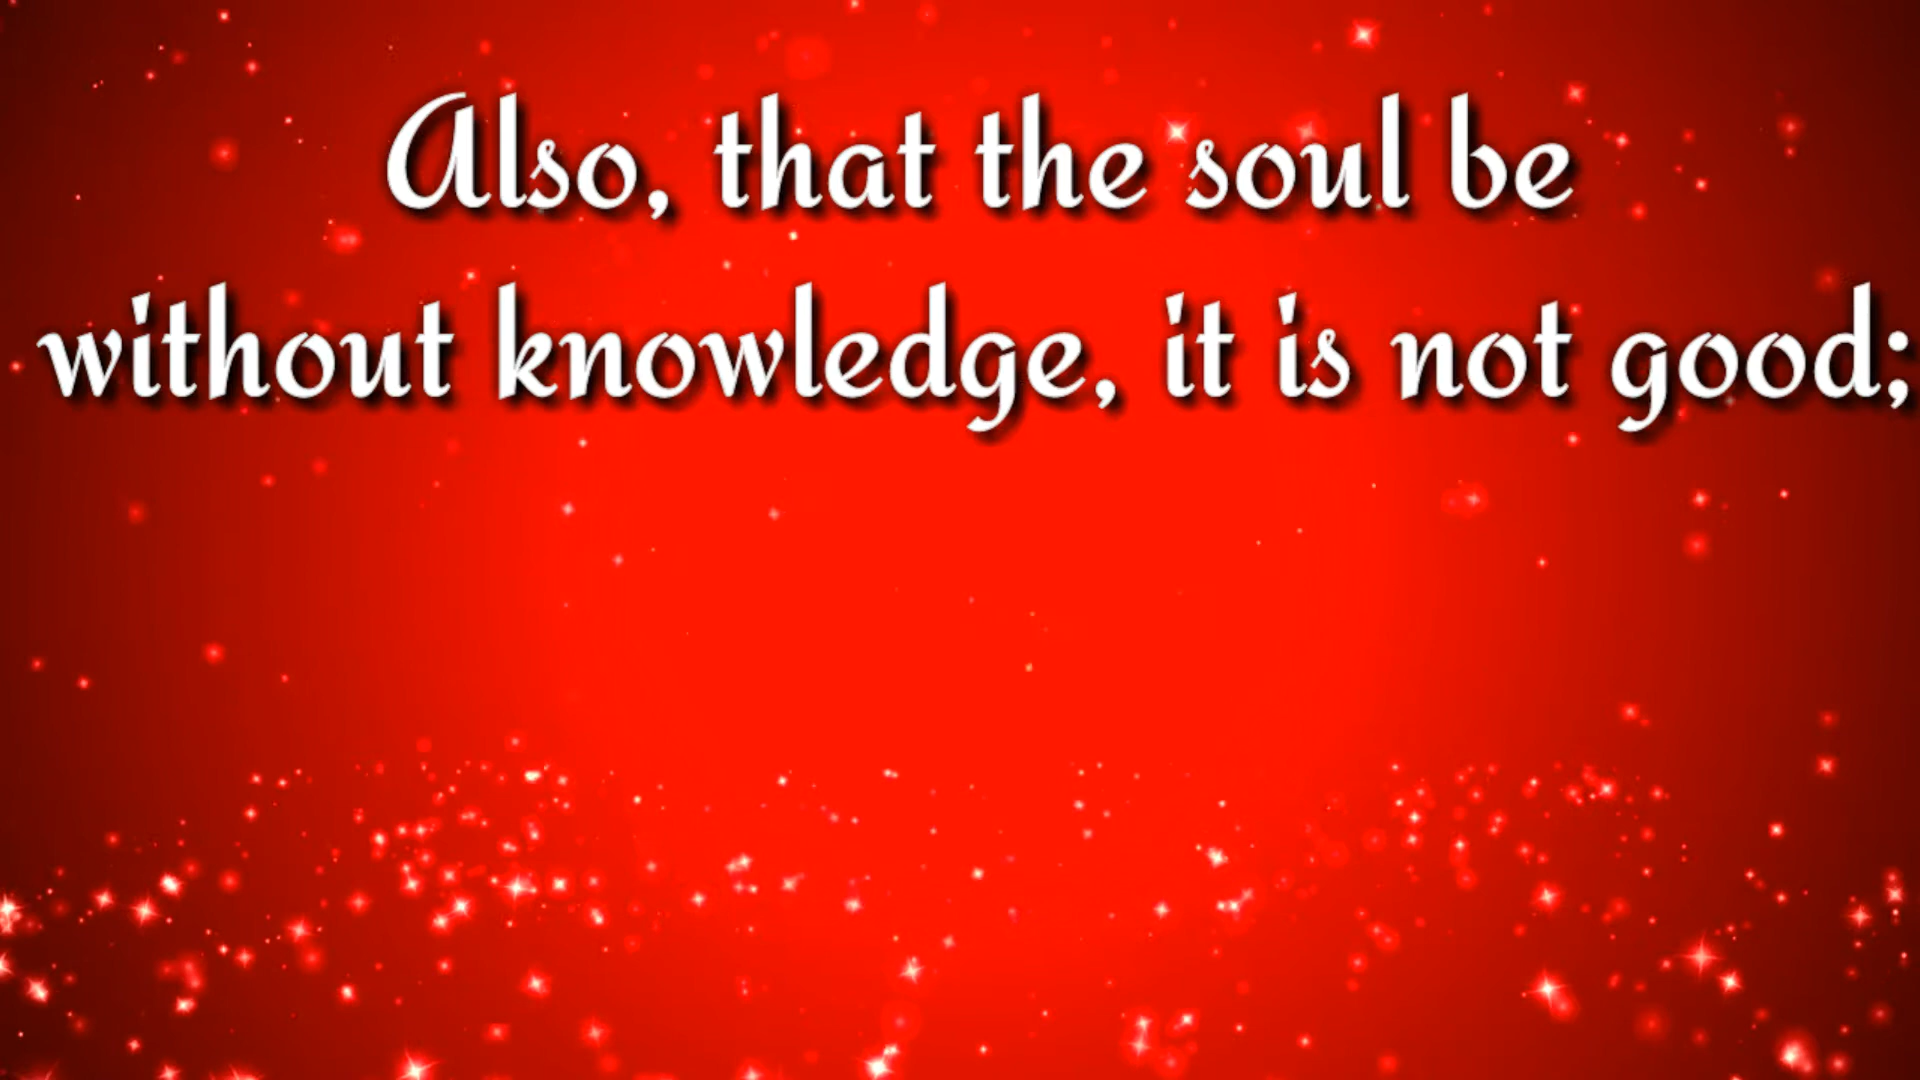 Also, that the soul be
without knowledge, it is not good;